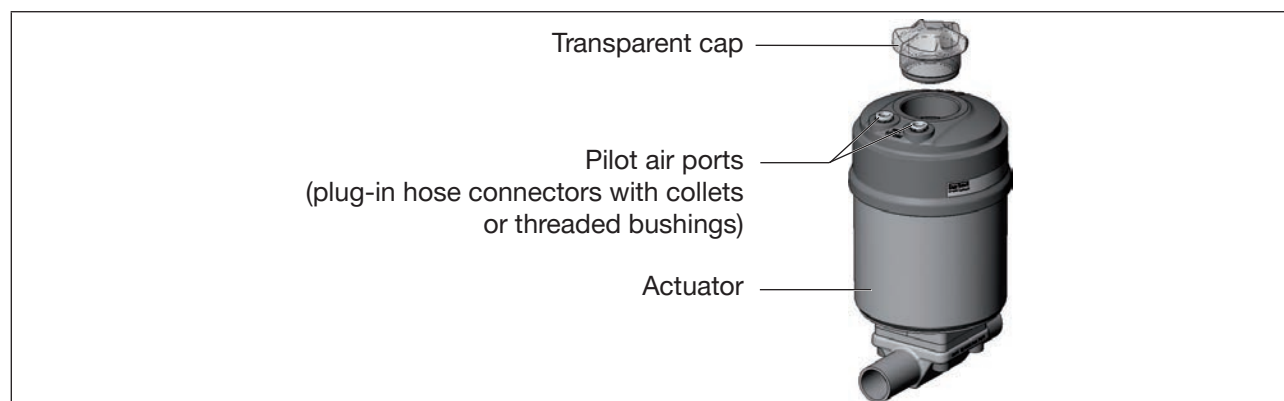 Transparent cap
Pilot air ports
(plug-in hose connectors with collets
or threaded bushings)
Actuator